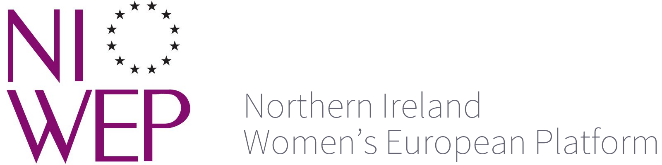 NI
WEP
Northern Ireland
Women's European Platform